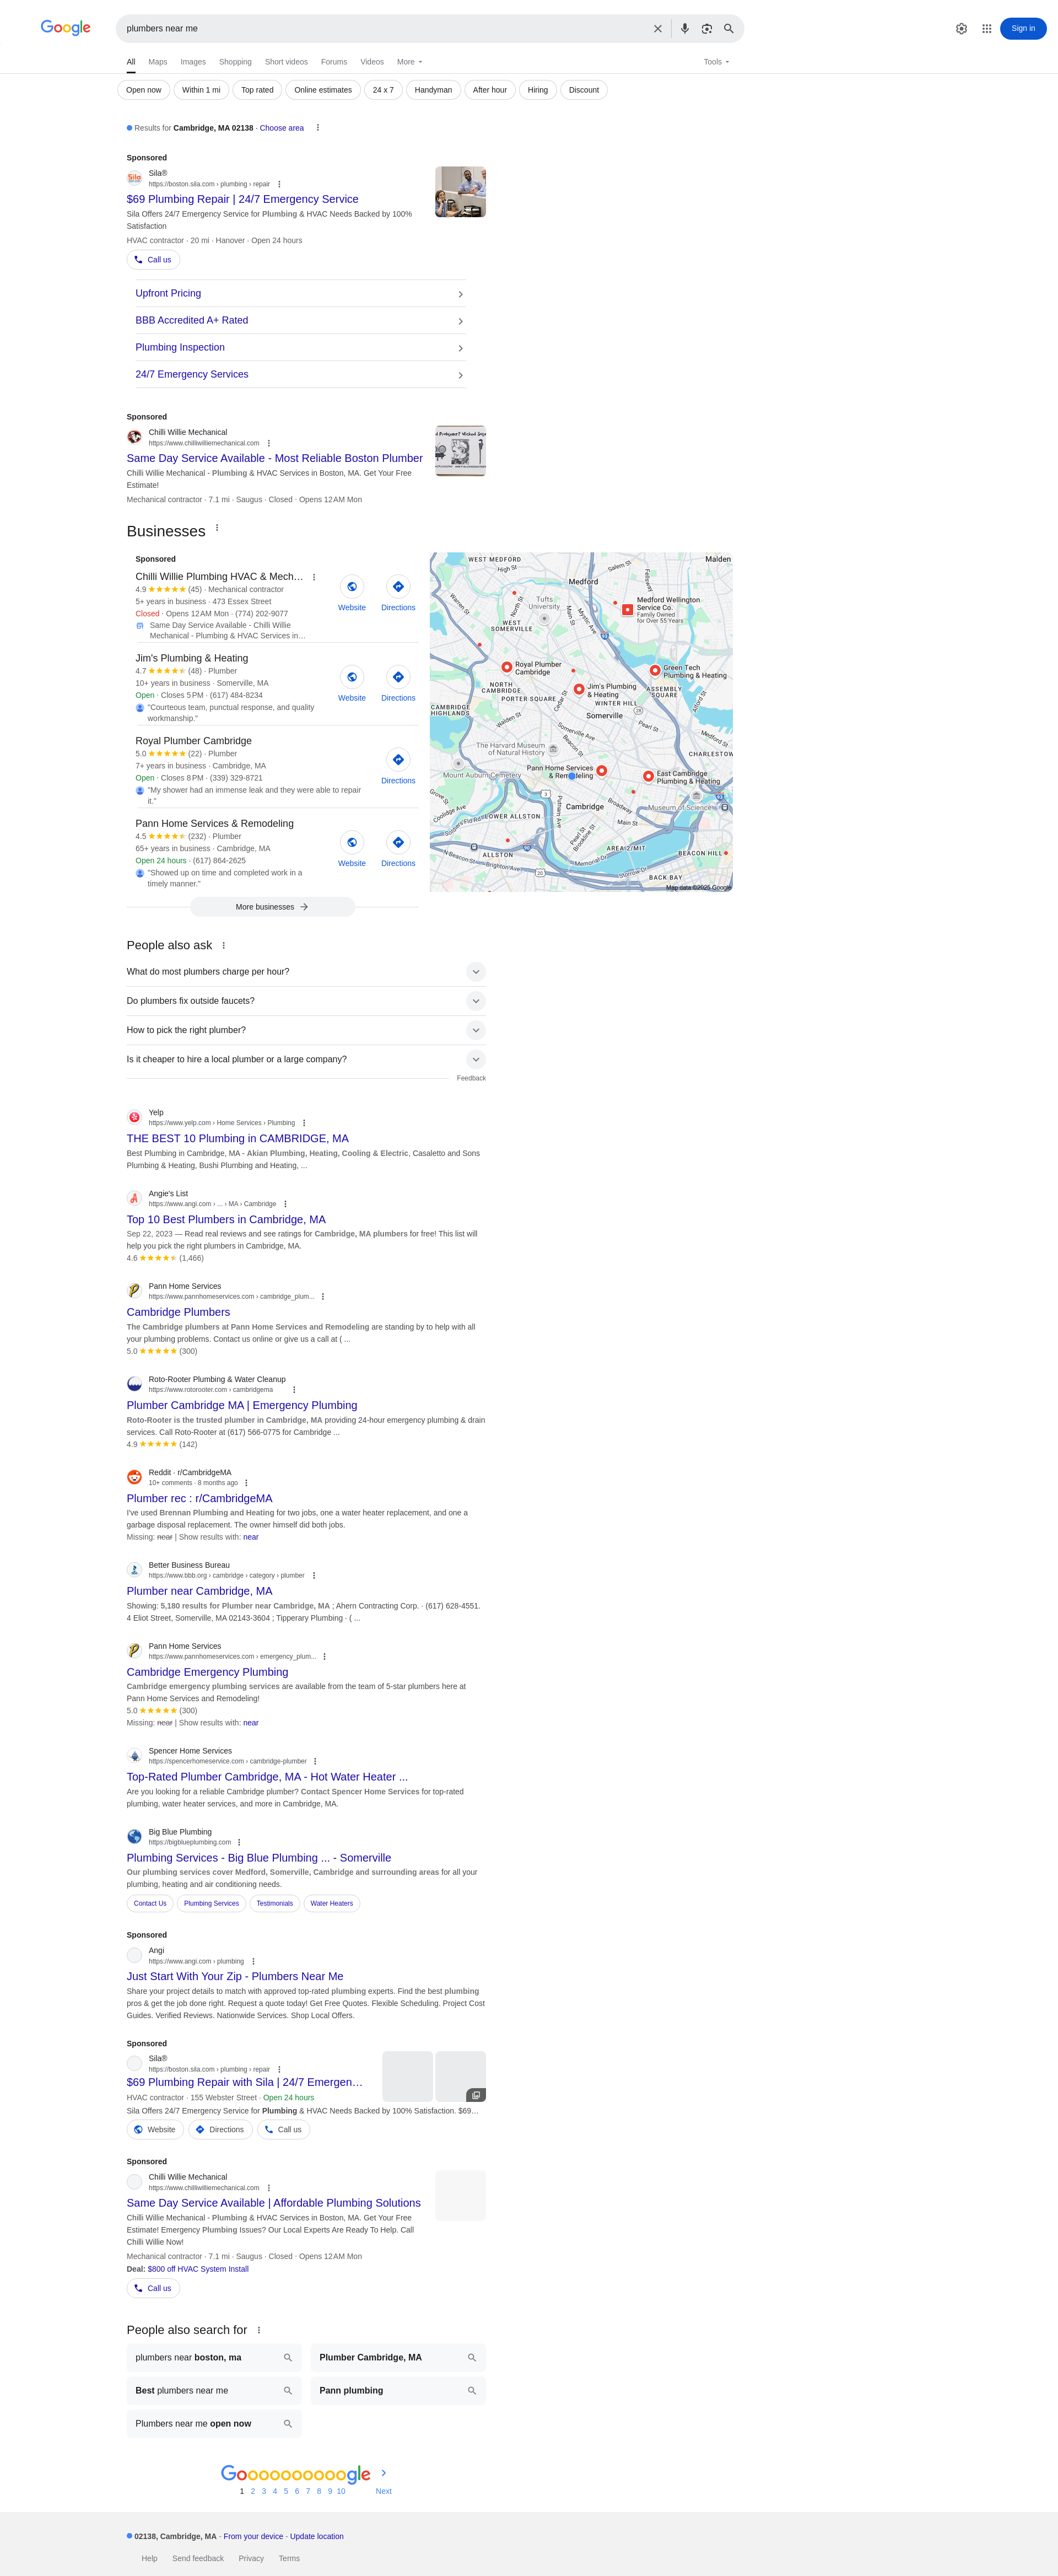 Google
plumbers near me
Sign in
All
Maps
Images
Shopping
Short videos
Forums
Videos
More
Tools
Open now
Within 1 mi
Top rated
Online estimates
24 x 7
Handyman
After hour
Hiring
Discount
Results for Cambridge, MA 02138 · Choose area
Sponsored
Sila®
https://boston.sila.com › plumbing › repair
$69 Plumbing Repair | 24/7 Emergency Service
Sila Offers 24/7 Emergency Service for Plumbing & HVAC Needs Backed by 100%
Satisfaction
HVAC contractor · 20 mi · Hanover · Open 24 hours
Call us
Upfront Pricing
BBB Accredited A+ Rated
Plumbing Inspection
24/7 Emergency Services
Sponsored
Chilli Willie Mechanical
https://www.chilliwilliemechanical.com
Same Day Service Available - Most Reliable Boston Plumber
Chilli Willie Mechanical - Plumbing & HVAC Services in Boston, MA. Get Your Free
Estimate!
Mechanical contractor · 7.1 mi · Saugus · Closed · Opens 12 AM Mon
Businesses
Sponsored
Chilli Willie Plumbing HVAC & Mech…
4.9 (45) · Mechanical contractor
5+ years in business · 473 Essex Street
Closed · Opens 12 AM Mon · (774) 202-9077
Same Day Service Available - Chilli Willie
Mechanical - Plumbing & HVAC Services in…
Website
Directions
Jim's Plumbing & Heating
4.7 (48) · Plumber
10+ years in business · Somerville, MA
Open · Closes 5 PM · (617) 484-8234
"Courteous team, punctual response, and quality
workmanship."
Website
Directions
Royal Plumber Cambridge
5.0 (22) · Plumber
7+ years in business · Cambridge, MA
Open · Closes 8 PM · (339) 329-8721
"My shower had an immense leak and they were able to repair
it."
Directions
Pann Home Services & Remodeling
4.5 (232) · Plumber
65+ years in business · Cambridge, MA
Open 24 hours · (617) 864-2625
"Showed up on time and completed work in a
timely manner."
Website
Directions
More businesses
WEST MEDFORD
Malden
High St
Salem St
Fellsway
Medford
Medford Wellington
Service Co.
Family Owned
for Over 55 Years
Tufts
University
Main St
Mystic Ave
Warren St
WEST
SOMERVILLE
Royal Plumber
Cambridge
Green Tech
Plumbing & Heating
NORTH
CAMBRIDGE
Jim's Plumbing
& Heating
ASSEMBLY
SQUARE
PORTER SQUARE
Cedar St
WINTER HILL
CAMBRIDGE
HIGHLANDS
Walden St
Somerville
28
Pearl St
Alford St
Beacon St
The Harvard Museum
of Natural History
CHARLESTOWN
Mount Auburn Cemetery
Pann Home Services
& Remodeling
East Cambridge
Plumbing & Heating
Grove St
3
Cambridge
Museum of Science
Putnam Ave
Broadway
LOWER ALLSTON
Soldiers Field Rd
Main St
Pearl St
Brookline St
ALLSTON
AREA 2/MIT
BEACON HILL
20
Memorial Dr
BACK BAY
Map data ©2025 Google
People also ask
What do most plumbers charge per hour?
Do plumbers fix outside faucets?
How to pick the right plumber?
Is it cheaper to hire a local plumber or a large company?
Feedback
Yelp
https://www.yelp.com › Home Services › Plumbing
THE BEST 10 Plumbing in CAMBRIDGE, MA
Best Plumbing in Cambridge, MA - Akian Plumbing, Heating, Cooling & Electric, Casaletto and Sons
Plumbing & Heating, Bushi Plumbing and Heating, ...
Angie's List
https://www.angi.com › ... › MA › Cambridge
Top 10 Best Plumbers in Cambridge, MA
Sep 22, 2023 — Read real reviews and see ratings for Cambridge, MA plumbers for free! This list will
help you pick the right plumbers in Cambridge, MA.
4.6 (1,466)
Pann Home Services
https://www.pannhomeservices.com › cambridge_plum...
Cambridge Plumbers
The Cambridge plumbers at Pann Home Services and Remodeling are standing by to help with all
your plumbing problems. Contact us online or give us a call at ( ...
5.0 (300)
Roto-Rooter Plumbing & Water Cleanup
https://www.rotorooter.com › cambridgema
Plumber Cambridge MA | Emergency Plumbing
Roto-Rooter is the trusted plumber in Cambridge, MA providing 24-hour emergency plumbing & drain
services. Call Roto-Rooter at (617) 566-0775 for Cambridge ...
4.9 (142)
Reddit · r/CambridgeMA
10+ comments · 8 months ago
Plumber rec : r/CambridgeMA
I've used Brennan Plumbing and Heating for two jobs, one a water heater replacement, and one a
garbage disposal replacement. The owner himself did both jobs.
Missing: near | Show results with: near
Better Business Bureau
https://www.bbb.org › cambridge › category › plumber
Plumber near Cambridge, MA
Showing: 5,180 results for Plumber near Cambridge, MA ; Ahern Contracting Corp. · (617) 628-4551.
4 Eliot Street, Somerville, MA 02143-3604 ; Tipperary Plumbing · ( ...
Pann Home Services
https://www.pannhomeservices.com › emergency_plum...
Cambridge Emergency Plumbing
Cambridge emergency plumbing services are available from the team of 5-star plumbers here at
Pann Home Services and Remodeling!
5.0 (300)
Missing: near | Show results with: near
Spencer Home Services
https://spencerhomeservice.com › cambridge-plumber
Top-Rated Plumber Cambridge, MA - Hot Water Heater ...
Are you looking for a reliable Cambridge plumber? Contact Spencer Home Services for top-rated
plumbing, water heater services, and more in Cambridge, MA.
Big Blue Plumbing
https://bigblueplumbing.com
Plumbing Services - Big Blue Plumbing ... - Somerville
Our plumbing services cover Medford, Somerville, Cambridge and surrounding areas for all your
plumbing, heating and air conditioning needs.
Contact Us
Plumbing Services
Testimonials
Water Heaters
Sponsored
Angi
https://www.angi.com › plumbing
Just Start With Your Zip - Plumbers Near Me
Share your project details to match with approved top-rated plumbing experts. Find the best plumbing
pros & get the job done right. Request a quote today! Get Free Quotes. Flexible Scheduling. Project Cost
Guides. Verified Reviews. Nationwide Services. Shop Local Offers.
Sponsored
Sila®
https://boston.sila.com › plumbing › repair
$69 Plumbing Repair with Sila | 24/7 Emergen…
HVAC contractor · 155 Webster Street · Open 24 hours
Sila Offers 24/7 Emergency Service for Plumbing & HVAC Needs Backed by 100% Satisfaction. $69…
Website
Directions
Call us
Sponsored
Chilli Willie Mechanical
https://www.chilliwilliemechanical.com
Same Day Service Available | Affordable Plumbing Solutions
Chilli Willie Mechanical - Plumbing & HVAC Services in Boston, MA. Get Your Free
Estimate! Emergency Plumbing Issues? Our Local Experts Are Ready To Help. Call
Chilli Willie Now!
Mechanical contractor · 7.1 mi · Saugus · Closed · Opens 12 AM Mon
Deal: $800 off HVAC System Install
Call us
People also search for
plumbers near boston, ma
Plumber Cambridge, MA
Best plumbers near me
Pann plumbing
Plumbers near me open now
Goooooooooogle
1 2 3 4 5 6 7 8 9 10 Next
02138, Cambridge, MA - From your device - Update location
Help
Send feedback
Privacy
Terms